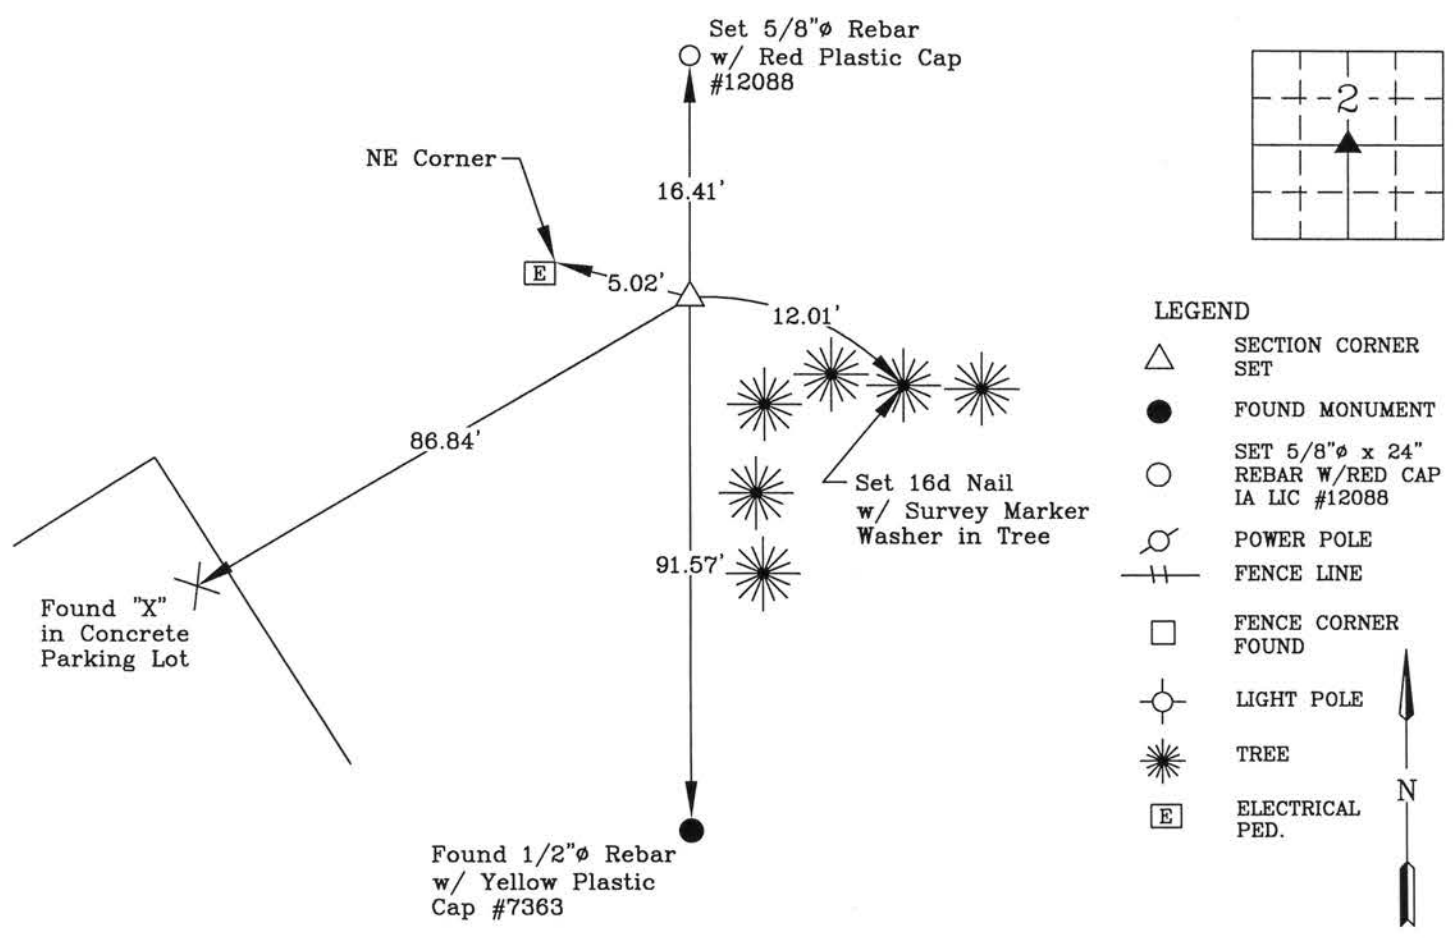 Set 5/8"ø Rebar
w/ Red Plastic Cap
#12088
2
NE Corner
16.41'
E
5.02'
12.01'
86.84'
Set 16d Nail
w/ Survey Marker
Washer in Tree
91.57'
Found "X"
in Concrete
Parking Lot
Found 1/2"ø Rebar
w/ Yellow Plastic
Cap #7363
LEGEND
SECTION CORNER
SET
FOUND MONUMENT
SET 5/8"ø x 24"
REBAR W/RED CAP
IA LIC #12088
POWER POLE
FENCE LINE
FENCE CORNER
FOUND
LIGHT POLE
TREE
E
ELECTRICAL
PED.
N